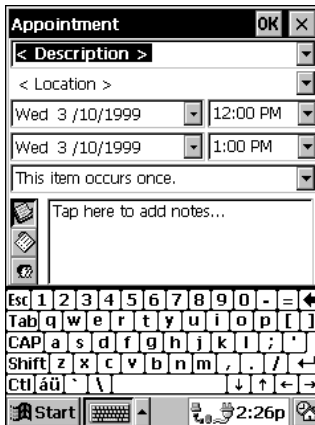 Appointment OK ×
< Description >
< Location >
Wed 3 /10/1999 12:00 PM
Wed 3 /10/1999 1:00 PM
This item occurs once.
Tap here to add notes...
Esc 1 2 3 4 5 6 7 8 9 0 - =
Tab q w e r t y u i o p [ ]
CAP a s d f g h j k l ; '
Shift z x c v b n m , . /
Ctl áü ` \ ↓ ↑ ← →
Start 2:26p